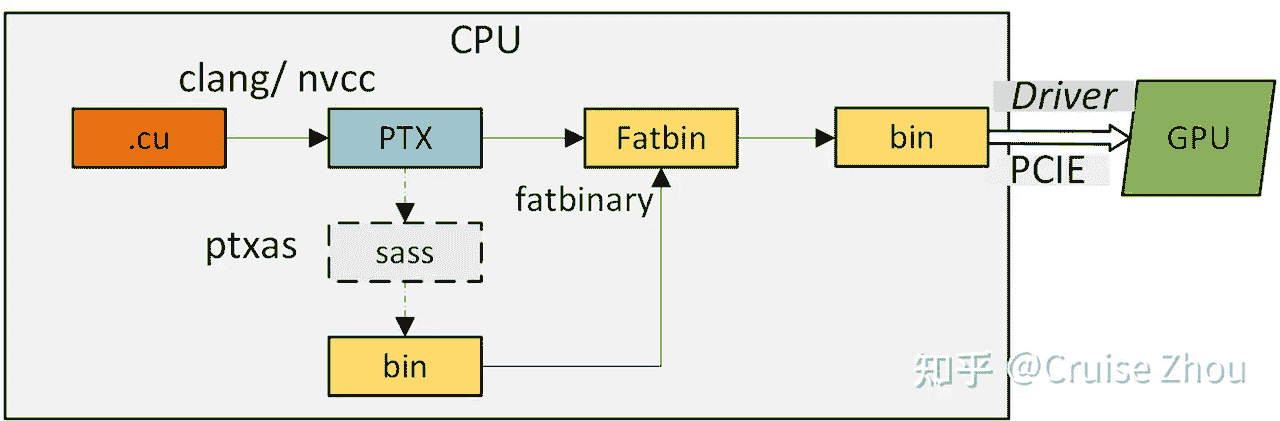 CPU
clang/ nvcc
.cu
PTX
Fatbin
bin
Driver
PCIE
GPU
fatbinary
ptxas
sass
bin
知乎 @Cruise Zhou